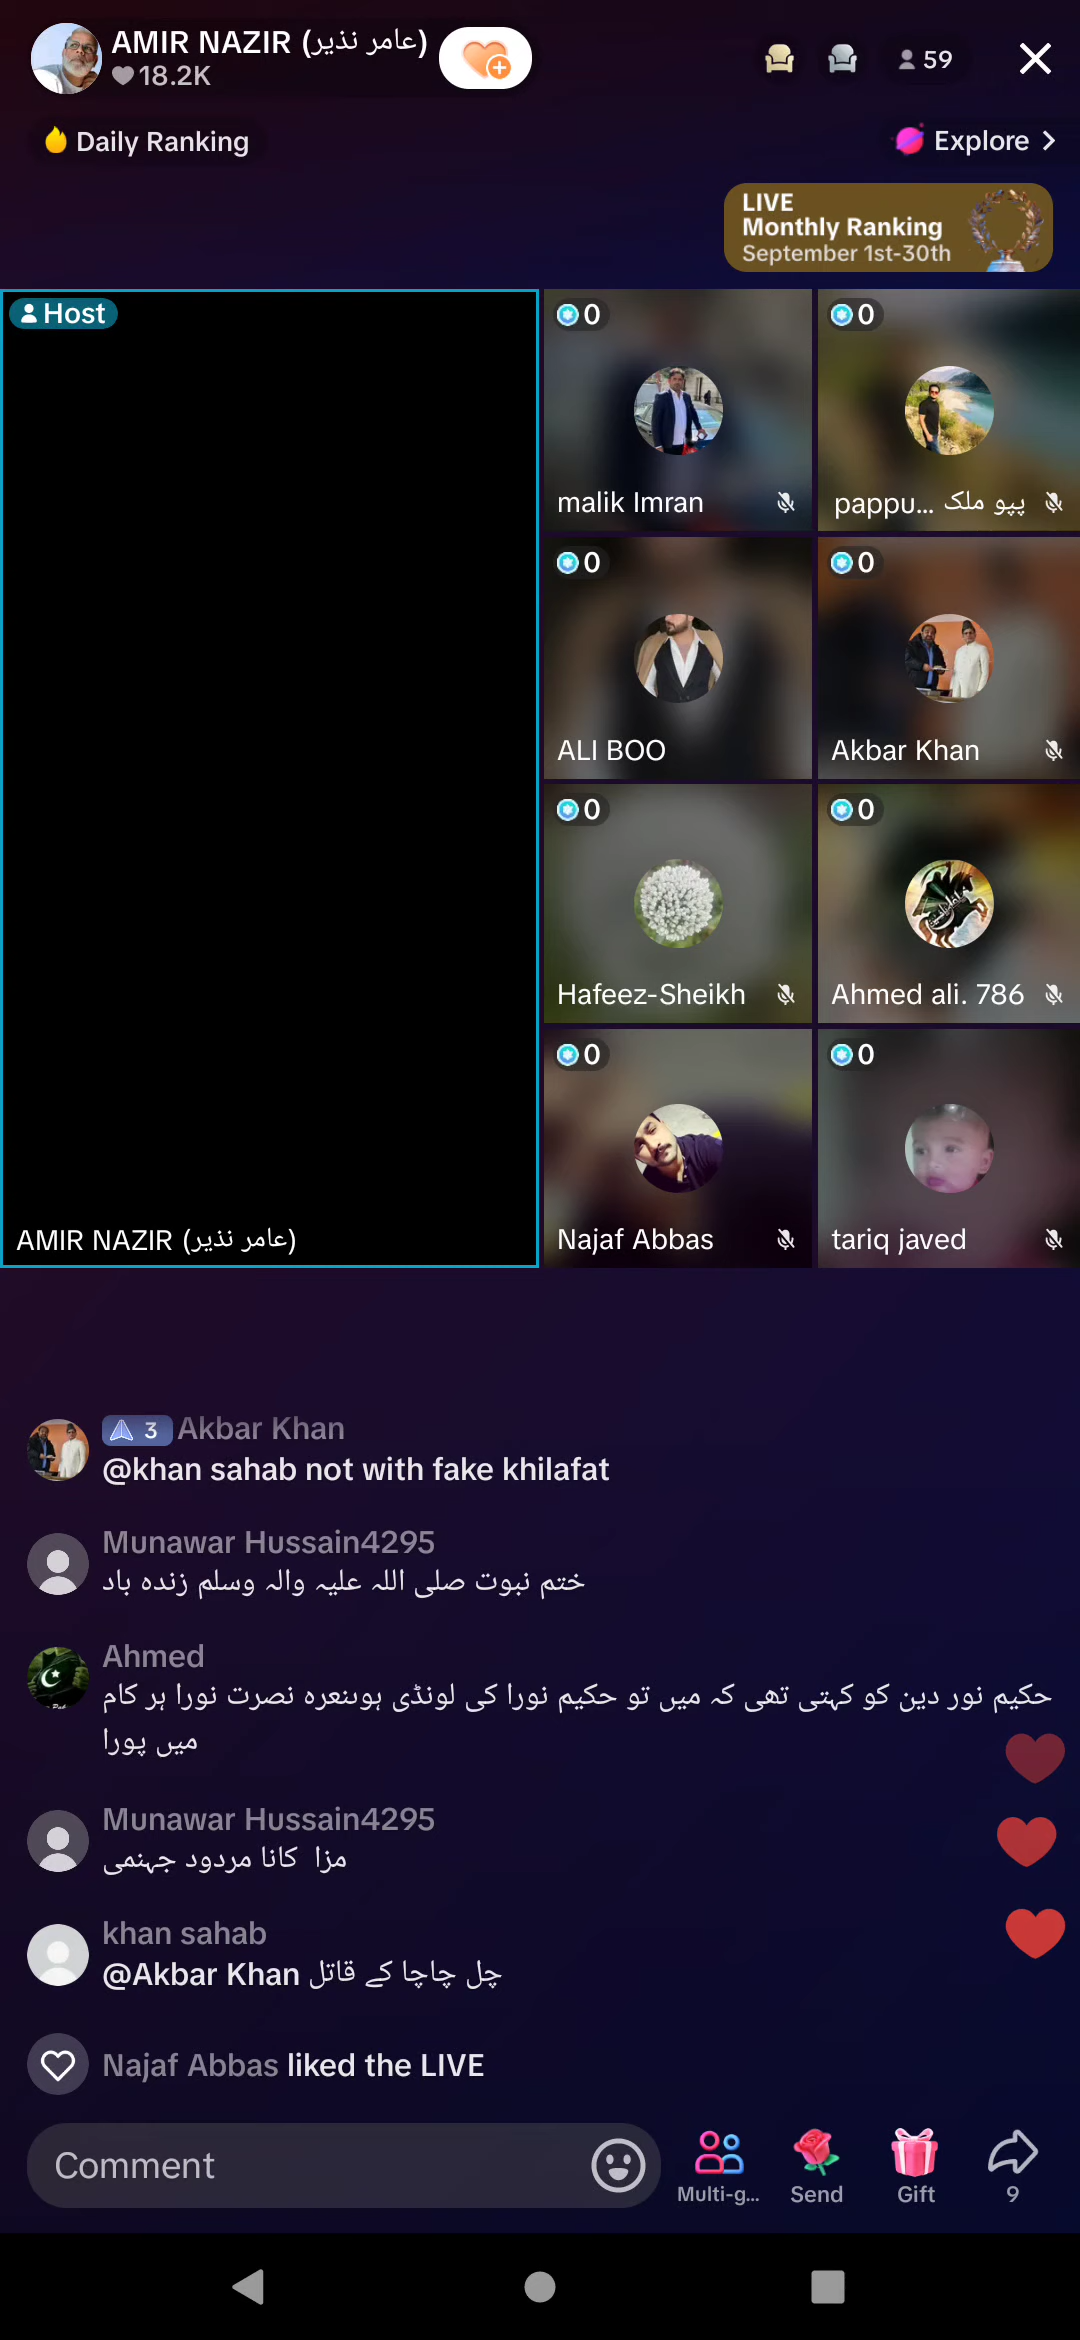 AMIR NAZIR (عامر نذیر)
18.2K
59
Daily Ranking
Explore
LIVE
Monthly Ranking
September 1st-30th
Host
AMIR NAZIR (عامر نذیر)
0
malik Imran
0
pappu... پپو ملک
0
ALI BOO
0
Akbar Khan
0
Hafeez-Sheikh
0
Ahmed ali. 786
0
Najaf Abbas
0
tariq javed
3 Akbar Khan
@khan sahab not with fake khilafat
Munawar Hussain4295
ختم نبوت صلی اللہ علیہ والہ وسلم زندہ باد
Ahmed
حکیم نور دین کو کہتی تھی کہ میں تو حکیم نورا کی لونڈی ہوںنعرہ نصرت نورا ہر کام
میں پورا
Munawar Hussain4295
مزا کانا مردود جہنمی
khan sahab
@Akbar Khan چل چاچا کے قاتل
Najaf Abbas liked the LIVE
Comment
Multi-g...
Send
Gift
9